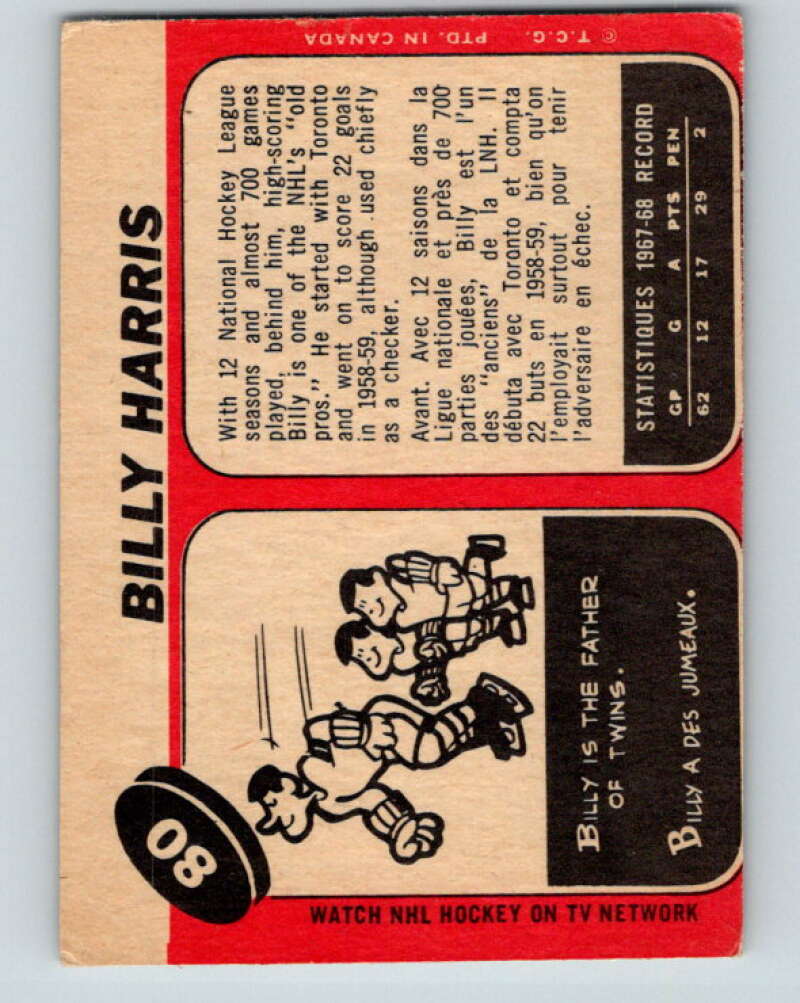 80
BILLY HARRIS
BILLY IS THE FATHER
OF TWINS.
BILLY A DES JUMEAUX.
WATCH NHL HOCKEY ON TV NETWORK
With 12 National Hockey League
seasons and almost 700 games
played, behind him, high-scoring
Billy is one of the NHL's "old
pros." He started with Toronto
and went on to score 22 goals
in 1958-59, although used chiefly
as a checker.
Avant. Avec 12 saisons dans la
Ligue nationale et près de 700
parties jouées, Billy est l'un
des "anciens" de la LNH. Il
débuta avec Toronto et compta
22 buts en 1958-59, bien qu'on
l'employait surtout pour tenir
l'adversaire en échec.
STATISTIQUES 1967-68 RECORD
GP G A PTS PEN
62 12 17 29 2
© T.C.G. PTD. IN CANADA